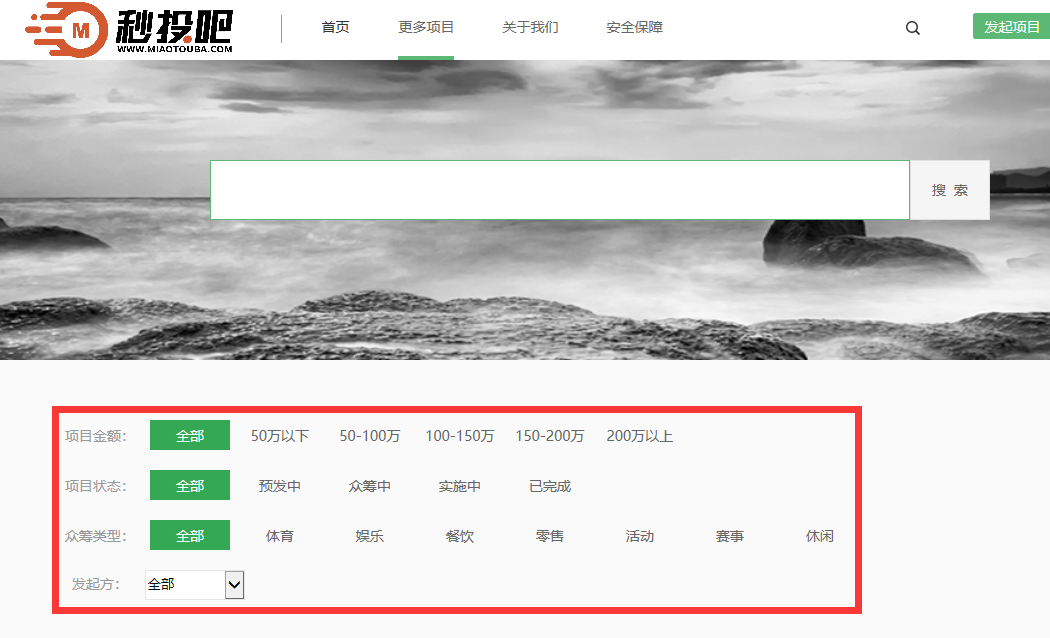 M 秒投吧 首页 更多项目 关于我们 安全保障 发起项目
WWW.MIAOTOUBA.COM
搜 索
项目金额: 全部 50万以下 50-100万 100-150万 150-200万 200万以上
项目状态: 全部 预发中 众筹中 实施中 已完成
众筹类型: 全部 体育 娱乐 餐饮 零售 活动 赛事 休闲
发起方: 全部